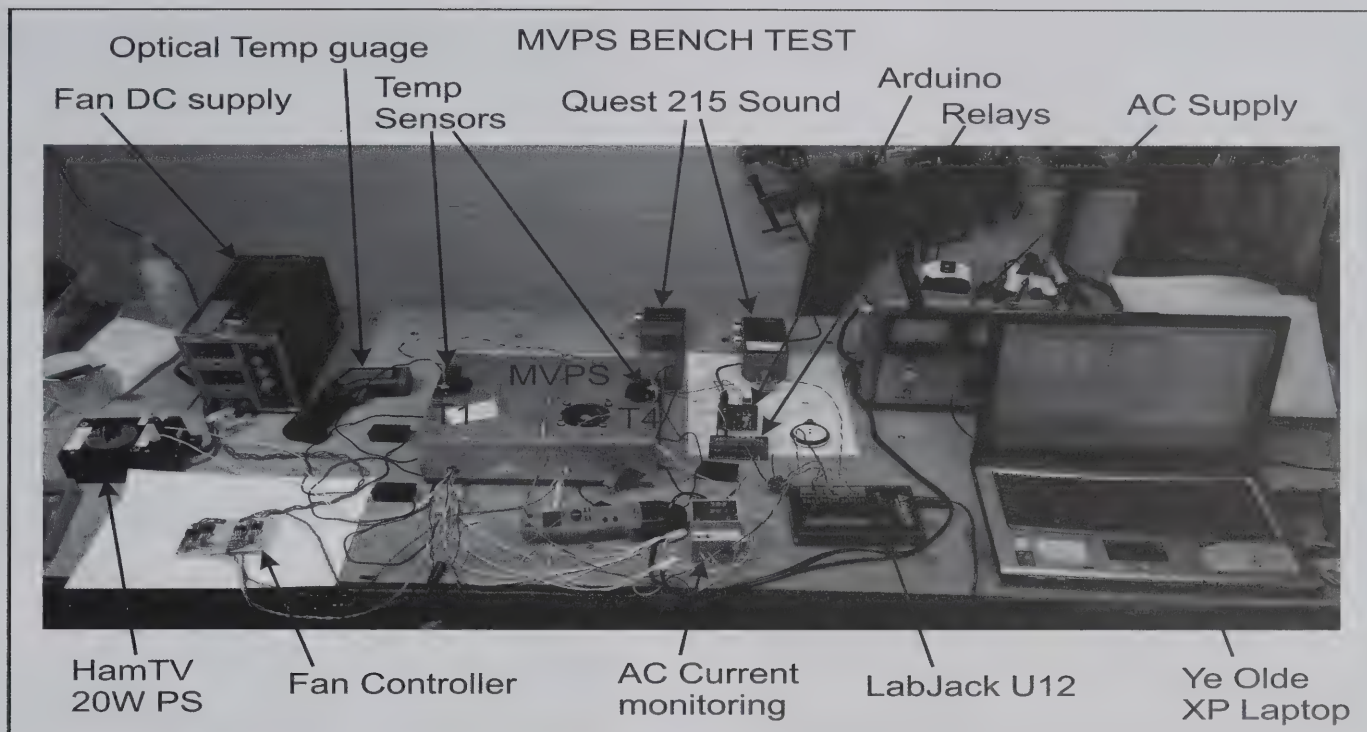 MVPS BENCH TEST
Optical Temp guage
Fan DC supply
Temp
Sensors
Quest 215 Sound
Arduino
Relays
AC Supply
MVPS
T1
T4
HamTV
20W PS
Fan Controller
AC Current
monitoring
LabJack U12
Ye Olde
XP Laptop